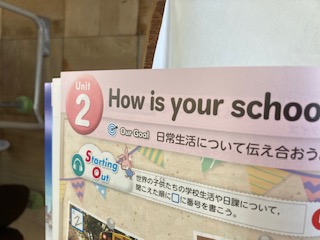 Unit
2
How is your schoo
Our Goal
日常生活について伝え合おう。
Starting
Out
世界の子供たちの学校生活や日課について、
聞こえた順に□に番号を書こう。